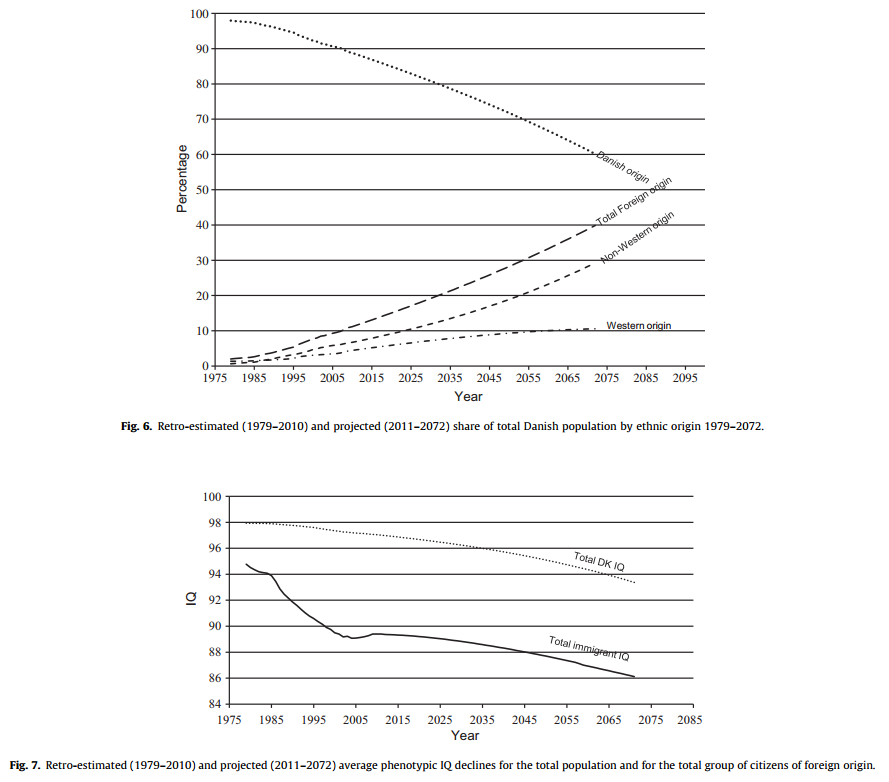 100
90
80
70
60
50
40
30
20
10
0
Percentage
Danish origin
Total Foreign origin
Non-Western origin
Western origin
1975 1985 1995 2005 2015 2025 2035 2045 2055 2065 2075 2085 2095
Year
Fig. 6. Retro-estimated (1979–2010) and projected (2011–2072) share of total Danish population by ethnic origin 1979–2072.
100
98
96
94
92
90
88
86
84
IQ
Total DK IQ
Total immigrant IQ
1975 1985 1995 2005 2015 2025 2035 2045 2055 2065 2075 2085
Year
Fig. 7. Retro-estimated (1979–2010) and projected (2011–2072) average phenotypic IQ declines for the total population and for the total group of citizens of foreign origin.